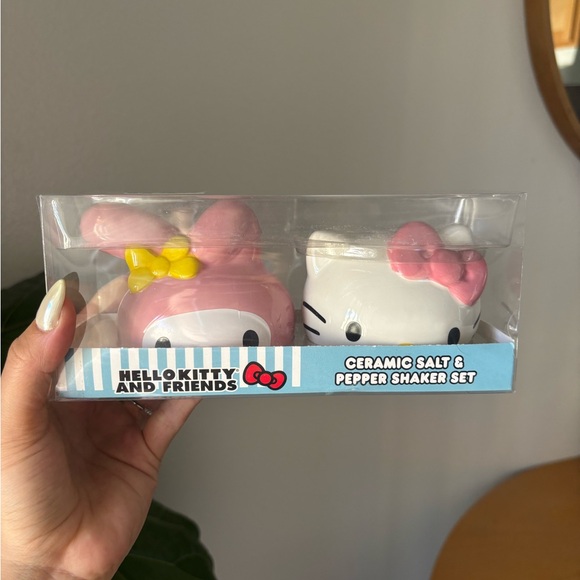 HELLO KITTY
AND FRIENDS
CERAMIC SALT &
PEPPER SHAKER SET